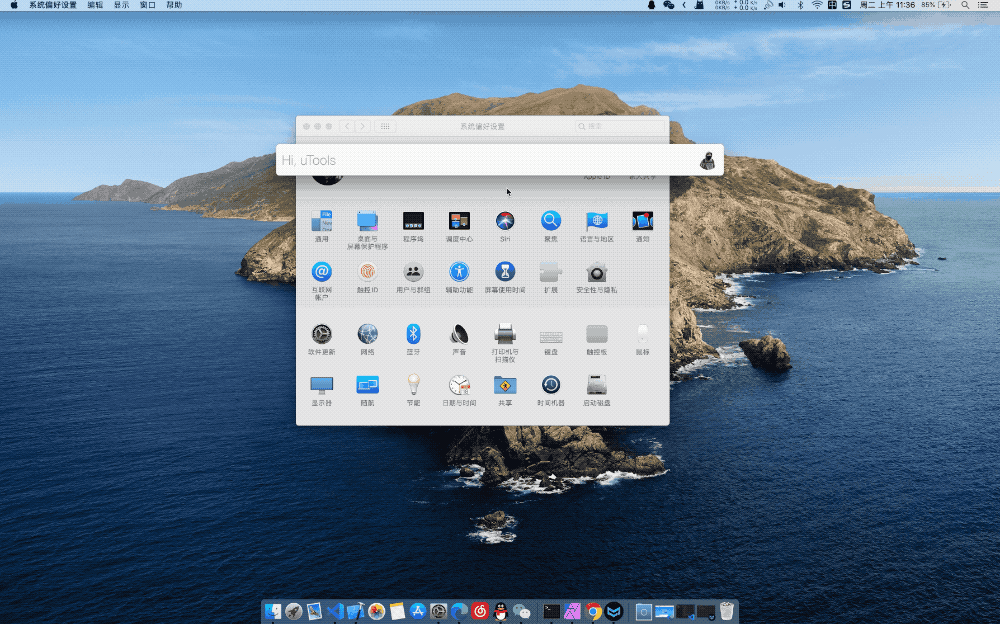 系统偏好设置 编辑 显示 窗口 帮助
周二 上午 11:36 85%
系统偏好设置 搜索
Hi, uTools
Apple ID
通用 桌面与 程序坞 调度中心 Siri 聚焦 语言与地区 通知
屏幕保护程序
互联网 触控 ID 用户与群组 辅助功能 屏幕使用时间 扩展 安全性与隐私
帐户
软件更新 网络 蓝牙 声音 打印机与 键盘 触控板 鼠标
扫描仪
显示器 随航 节能 日期与时间 共享 时间机器 启动磁盘